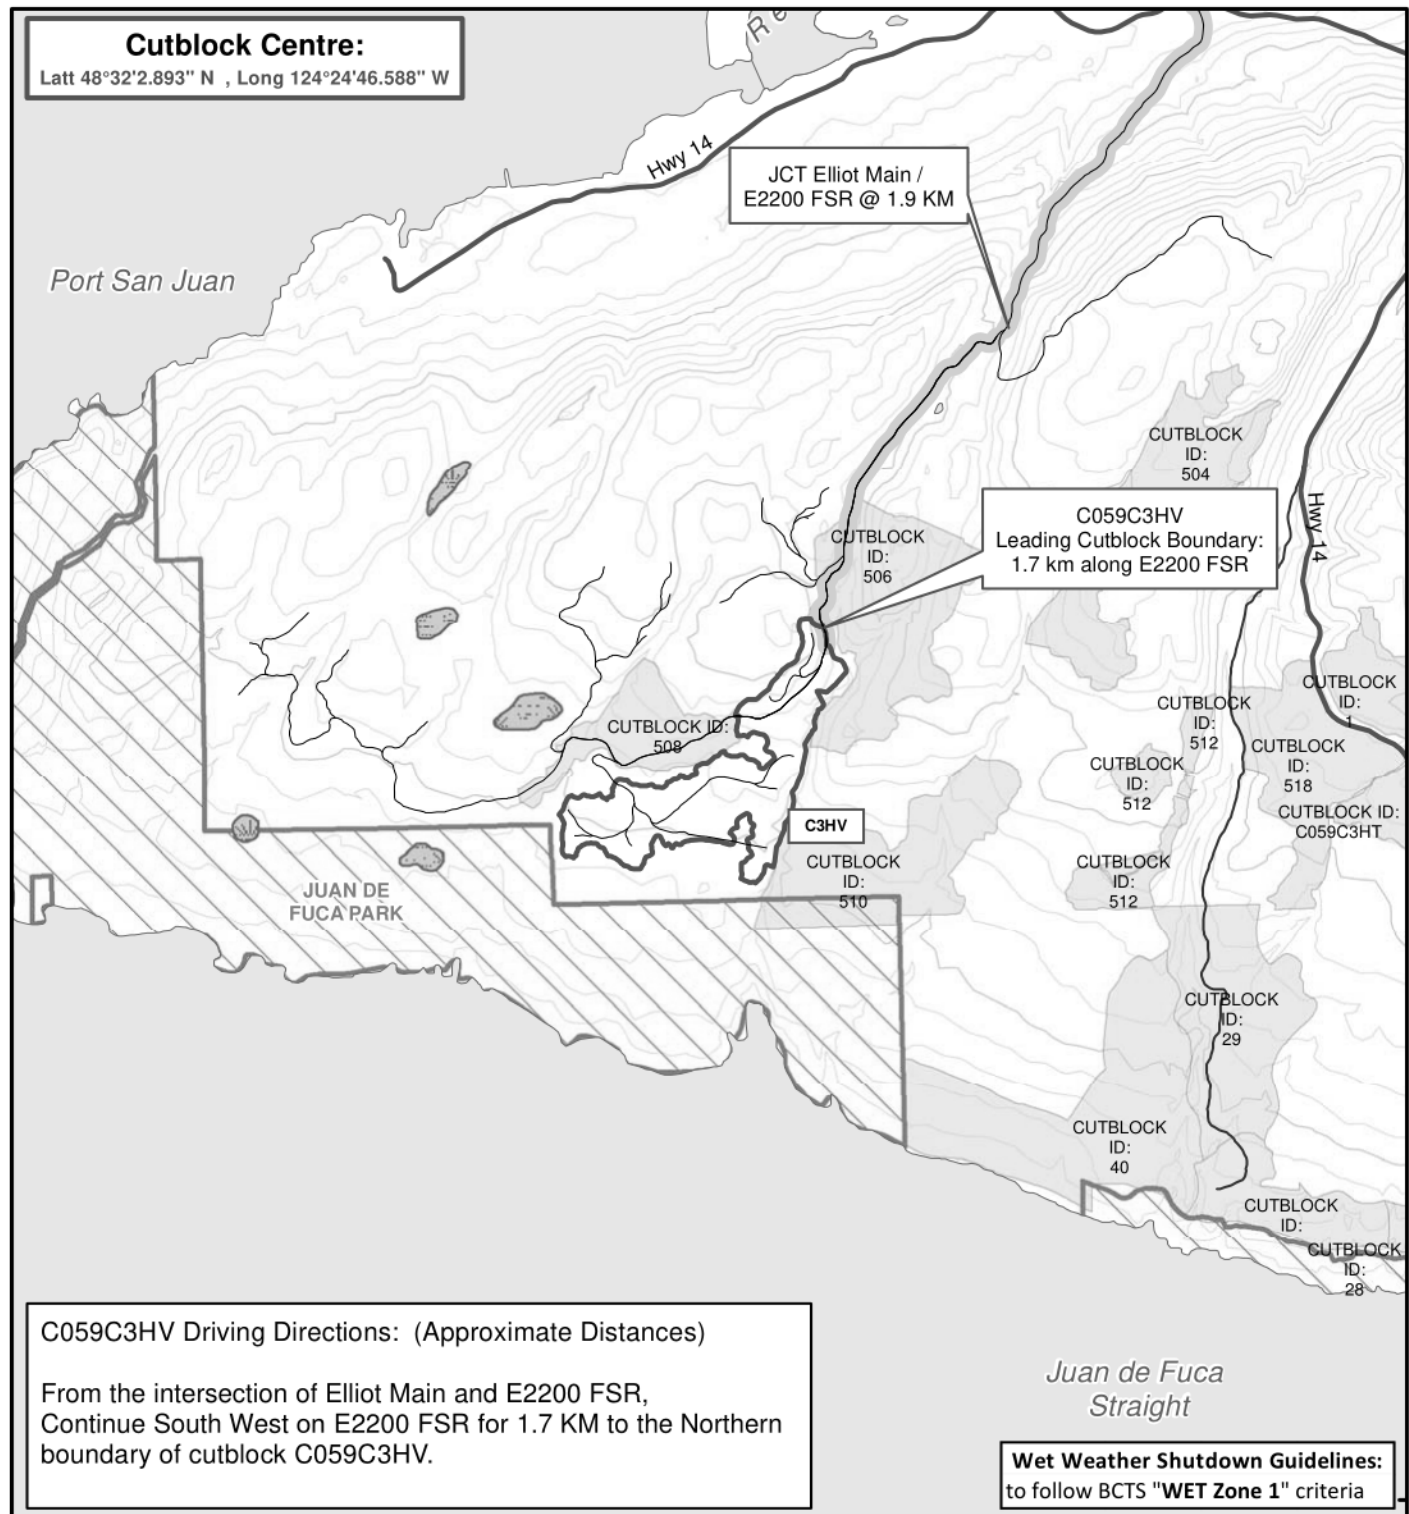 Cutblock Centre:
Latt 48°32'2.893" N , Long 124°24'46.588" W
Re
Hwy 14
JCT Elliot Main /
E2200 FSR @ 1.9 KM
Port San Juan
CUTBLOCK
ID:
504
C059C3HV
Leading Cutblock Boundary:
1.7 km along E2200 FSR
Hwy 14
CUTBLOCK
ID:
506
CUTBLOCK
ID:
1
CUTBLOCK
ID:
512
CUTBLOCK ID:
508
CUTBLOCK
ID:
518
CUTBLOCK
ID:
512
CUTBLOCK ID:
C059C3HT
C3HV
CUTBLOCK
ID:
510
CUTBLOCK
ID:
512
JUAN DE
FUCA PARK
CUTBLOCK
ID:
29
CUTBLOCK
ID:
40
CUTBLOCK
ID:
CUTBLOCK
ID:
28
C059C3HV Driving Directions: (Approximate Distances)
From the intersection of Elliot Main and E2200 FSR,
Continue South West on E2200 FSR for 1.7 KM to the Northern
boundary of cutblock C059C3HV.
Juan de Fuca
Straight
Wet Weather Shutdown Guidelines:
to follow BCTS "WET Zone 1" criteria